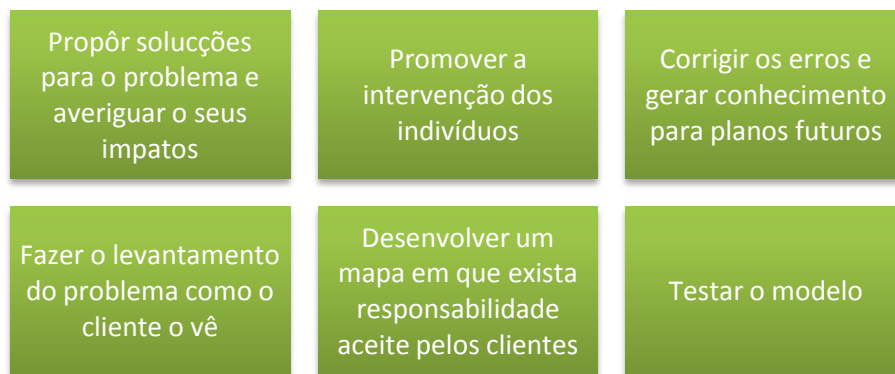 Propôr solucções
para o problema e
averiguar o seus
impatos
Promover a
intervenção dos
indivíduos
Corrigir os erros e
gerar conhecimento
para planos futuros
Fazer o levantamento
do problema como o
cliente o vê
Desenvolver um
mapa em que exista
responsabilidade
aceite pelos clientes
Testar o modelo